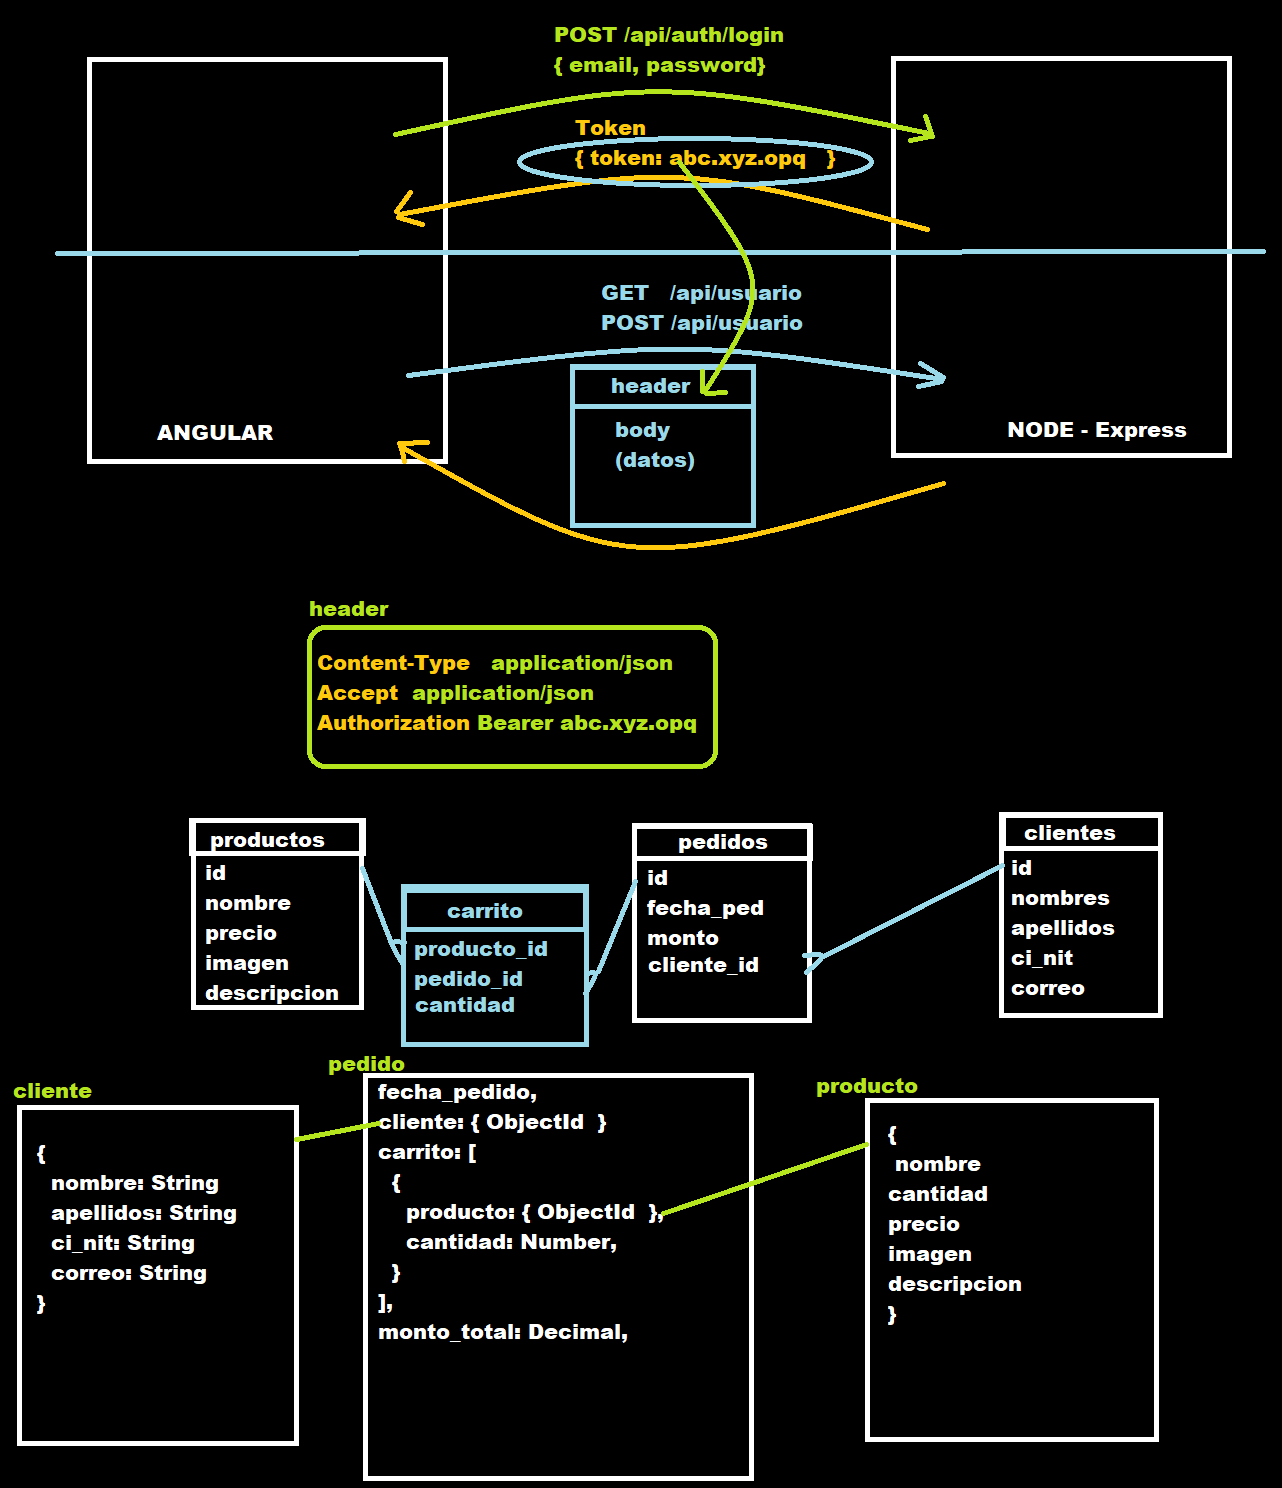 POST /api/auth/login
{ email, password}
Token
{ token: abc.xyz.opq }
GET /api/usuario
POST /api/usuario
header
body
(datos)
ANGULAR
NODE - Express
header
Content-Type application/json
Accept application/json
Authorization Bearer abc.xyz.opq
productos
id
nombre
precio
imagen
descripcion
carrito
producto_id
pedido_id
cantidad
pedidos
id
fecha_ped
monto
cliente_id
clientes
id
nombres
apellidos
ci_nit
correo
cliente
{
nombre: String
apellidos: String
ci_nit: String
correo: String
}
pedido
fecha_pedido,
cliente: { ObjectId }
carrito: [
{
producto: { ObjectId },
cantidad: Number,
}
],
monto_total: Decimal,
producto
{
nombre
cantidad
precio
imagen
descripcion
}